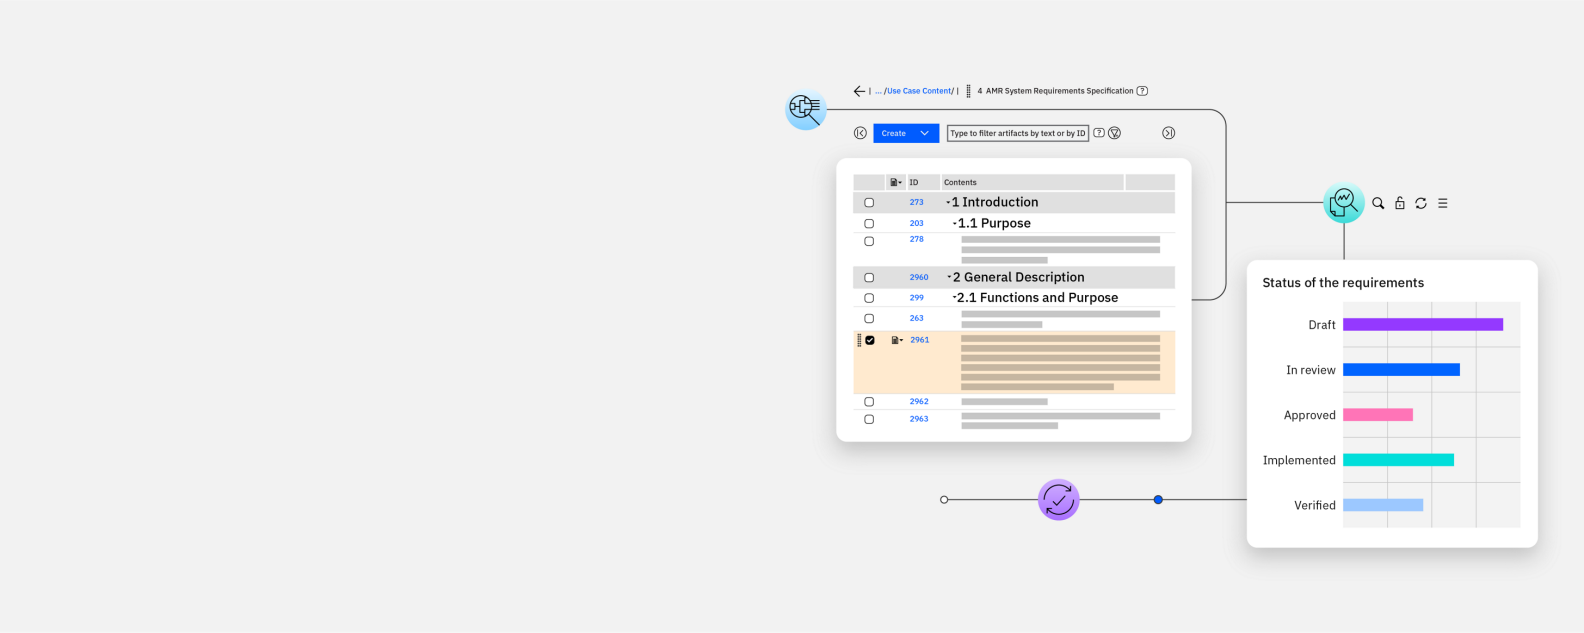 | ... /Use Case Content/ | 4 AMR System Requirements Specification ?
Create Type to filter artifacts by text or by ID ?
ID Contents
273 1 Introduction
203 1.1 Purpose
278
2960 2 General Description
299 2.1 Functions and Purpose
263
2961
2962
2963
Status of the requirements
Draft
In review
Approved
Implemented
Verified